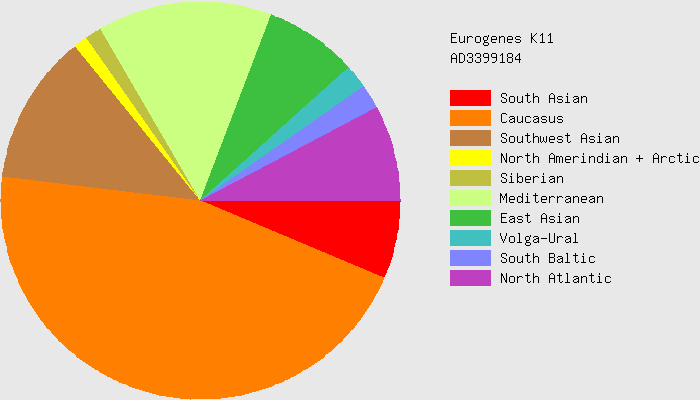 Eurogenes K11
AD3399184
South Asian
Caucasus
Southwest Asian
North Amerindian + Arctic
Siberian
Mediterranean
East Asian
Volga-Ural
South Baltic
North Atlantic